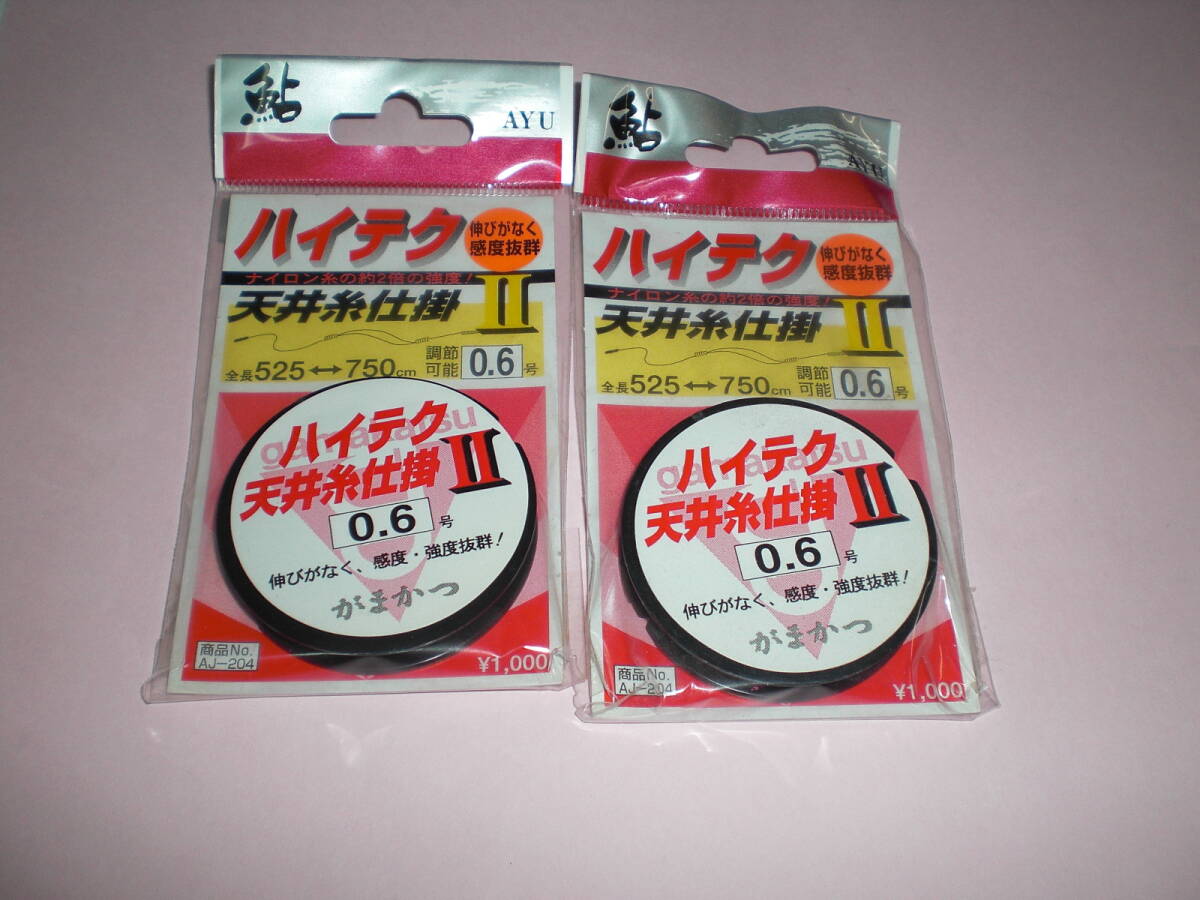 鮎
AYU
ハイテク
伸びがなく
感度抜群
ナイロン糸の約2倍の強度!
天井糸仕掛 II
全長525↔750cm
調節
可能
0.6号
gamakatsu
ハイテク
天井糸仕掛 II
0.6号
伸びがなく、感度・強度抜群!
がまかつ
商品No.
AJ-204
¥1,000
鮎
AYU
ハイテク
伸びがなく
感度抜群
ナイロン糸の約2倍の強度!
天井糸仕掛 II
全長525↔750cm
調節
可能
0.6号
gamakatsu
ハイテク
天井糸仕掛 II
0.6号
伸びがなく、感度・強度抜群!
がまかつ
商品No.
AJ-204
¥1,000